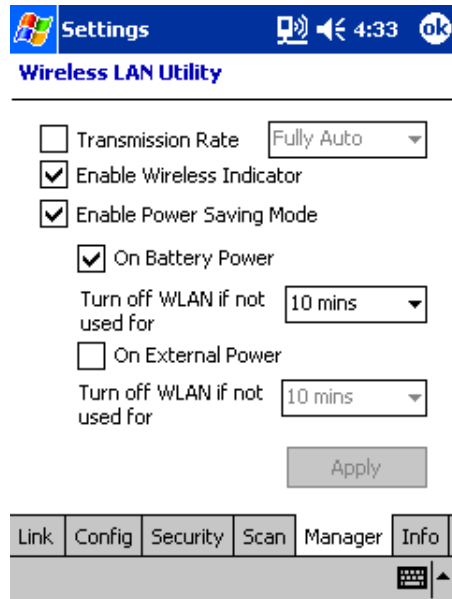 Settings 4:33 ok
Wireless LAN Utility
Transmission Rate Fully Auto
Enable Wireless Indicator
Enable Power Saving Mode
On Battery Power
Turn off WLAN if not used for 10 mins
On External Power
Turn off WLAN if not used for 10 mins
Apply
Link Config Security Scan Manager Info